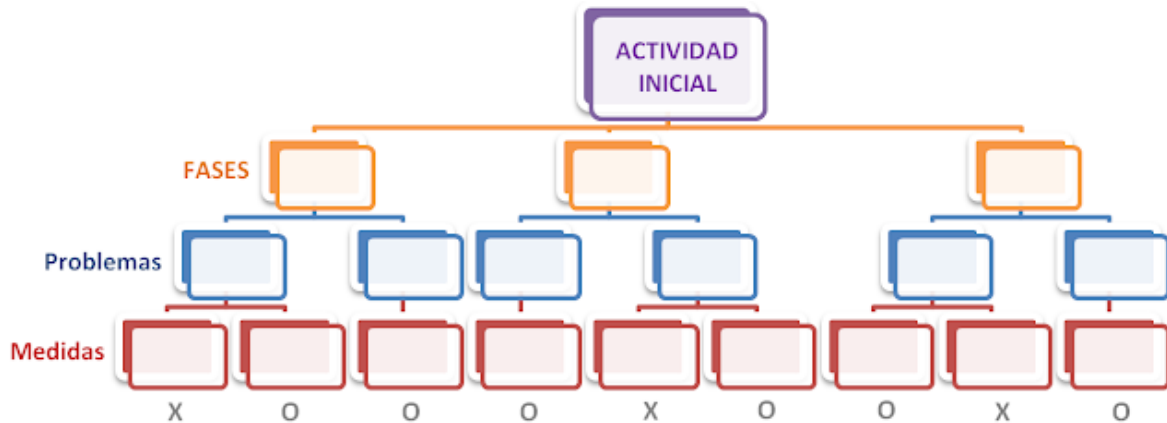 ACTIVIDAD
INICIAL
FASES
Problemas
Medidas
X O O O X O O X O